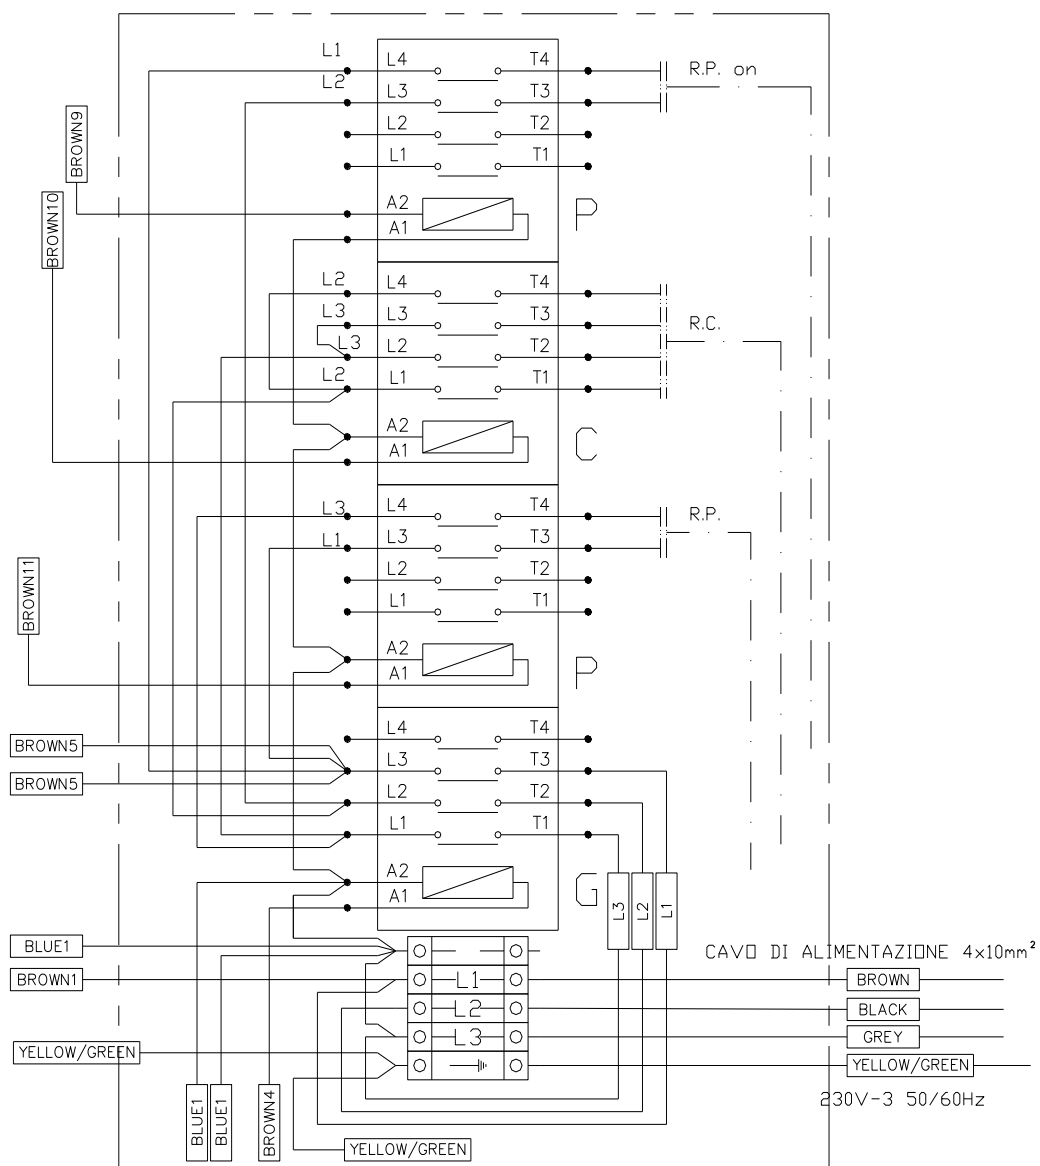 L1
L4
T4
R.P. on
L2
L3
T3
BROWN9
L2
T2
L1
T1
BROWN10
A2
P
A1
L2
L4
T4
L3
L3
T3
R.C.
L3
L2
T2
L2
L1
T1
A2
C
A1
L3
L4
T4
R.P.
L1
L3
T3
BROWN11
L2
T2
L1
T1
A2
P
A1
L4
T4
BROWN5
L3
T3
BROWN5
L2
T2
L1
T1
A2
G
A1
L3
L2
L1
BLUE1
CAVO DI ALIMENTAZIONE 4x10mm²
BROWN1
L1
BROWN
L2
BLACK
L3
GREY
YELLOW/GREEN
YELLOW/GREEN
230V-3 50/60Hz
BLUE1
BLUE1
BROWN4
YELLOW/GREEN